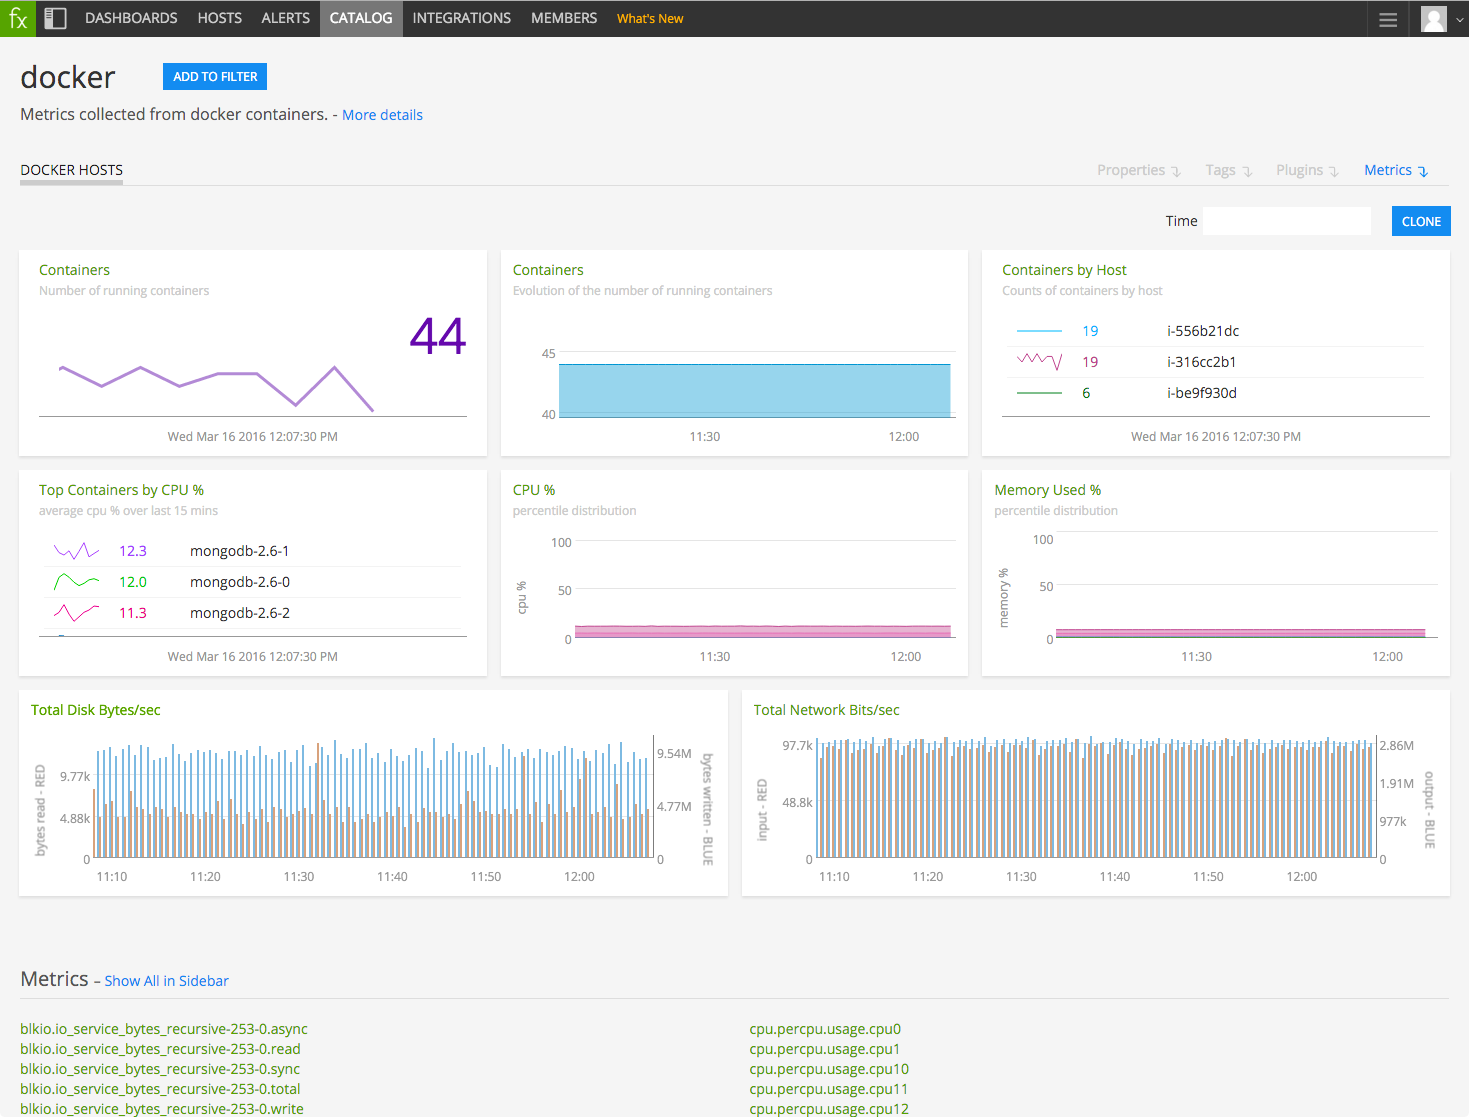 fx DASHBOARDS HOSTS ALERTS CATALOG INTEGRATIONS MEMBERS What's New
docker ADD TO FILTER
Metrics collected from docker containers. - More details
DOCKER HOSTS Properties Tags Plugins Metrics
Time CLONE
Containers
Number of running containers
44
Wed Mar 16 2016 12:07:30 PM
Containers
Evolution of the number of running containers
45
40
11:30 12:00
Containers by Host
Counts of containers by host
19 i-556b21dc
19 i-316cc2b1
6 i-be9f930d
Wed Mar 16 2016 12:07:30 PM
Top Containers by CPU %
average cpu % over last 15 mins
12.3 mongodb-2.6-1
12.0 mongodb-2.6-0
11.3 mongodb-2.6-2
Wed Mar 16 2016 12:07:30 PM
CPU %
percentile distribution
cpu %
100
50
0
11:30 12:00
Memory Used %
percentile distribution
memory %
100
50
0
11:30 12:00
Total Disk Bytes/sec
bytes read - RED
9.77k
4.88k
0
9.54M
4.77M
0
bytes written - BLUE
11:10 11:20 11:30 11:40 11:50 12:00
Total Network Bits/sec
input - RED
97.7k
48.8k
0
2.86M
1.91M
977k
0
output - BLUE
11:10 11:20 11:30 11:40 11:50 12:00
Metrics – Show All in Sidebar
blkio.io_service_bytes_recursive-253-0.async
blkio.io_service_bytes_recursive-253-0.read
blkio.io_service_bytes_recursive-253-0.sync
blkio.io_service_bytes_recursive-253-0.total
blkio.io_service_bytes_recursive-253-0.write
cpu.percpu.usage.cpu0
cpu.percpu.usage.cpu1
cpu.percpu.usage.cpu10
cpu.percpu.usage.cpu11
cpu.percpu.usage.cpu12